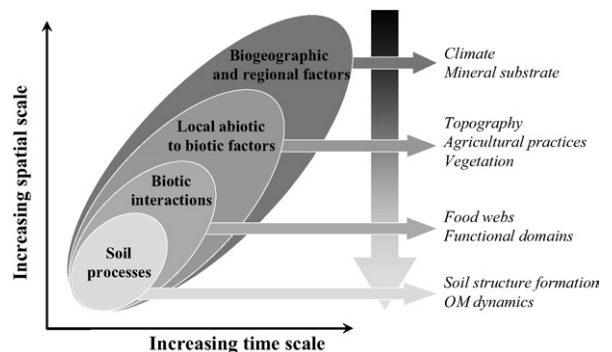 Increasing spatial scale
Biogeographic
and regional factors
Climate
Mineral substrate
Local abiotic
to biotic factors
Topography
Agricultural practices
Vegetation
Biotic
interactions
Food webs
Functional domains
Soil
processes
Soil structure formation
OM dynamics
Increasing time scale